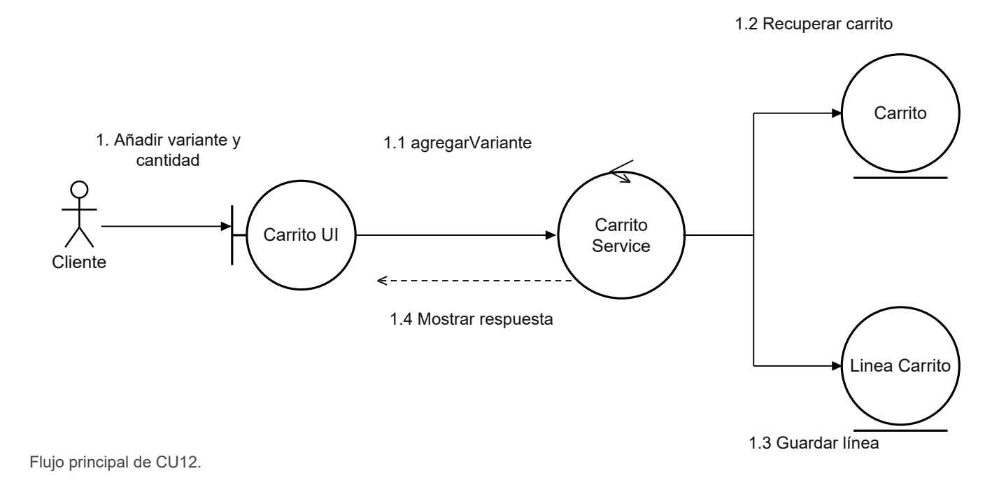 1.2 Recuperar carrito
Carrito
1. Añadir variante y
cantidad
1.1 agregarVariante
Carrito UI
Carrito
Service
Cliente
1.4 Mostrar respuesta
Linea Carrito
1.3 Guardar línea
Flujo principal de CU12.